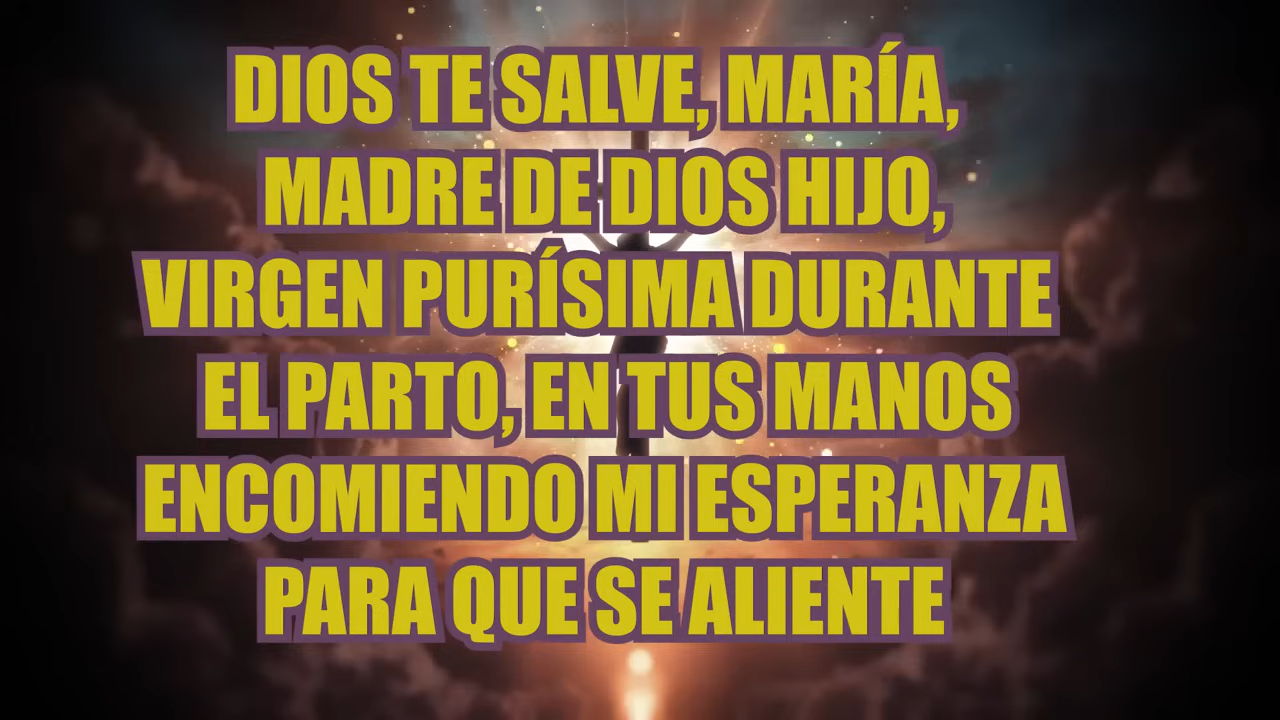 DIOS TE SALVE, MARÍA,
MADRE DE DIOS HIJO,
VIRGEN PURÍSIMA DURANTE
EL PARTO, EN TUS MANOS
ENCOMIENDO MI ESPERANZA
PARA QUE SE ALIENTE